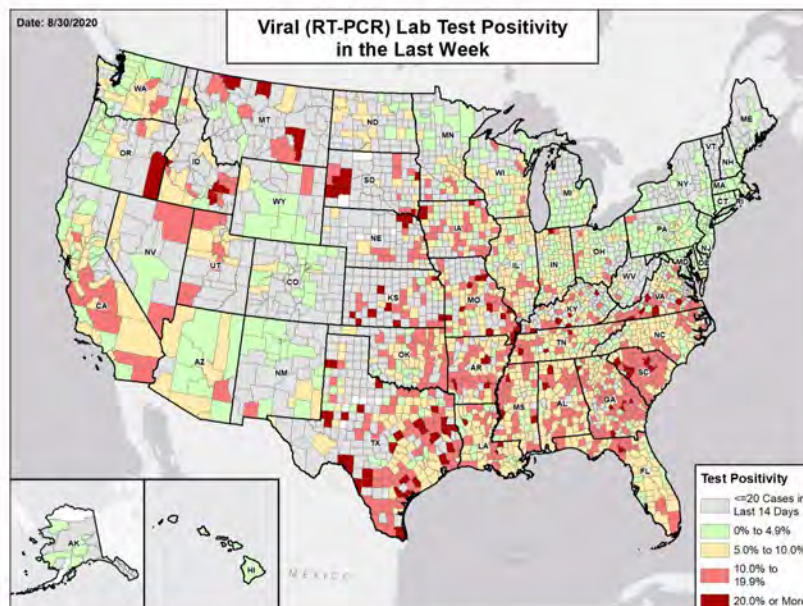 Date: 8/30/2020
Viral (RT-PCR) Lab Test Positivity
in the Last Week
WA
MT
ND
MN
ME
OR
ID
SD
WI
VT
NH
WY
MI
NY
MA
CT
NE
IA
PA
NV
UT
IL
IN
OH
NJ
CO
MD
DE
WV
CA
KS
MO
KY
VA
AZ
NM
OK
TN
NC
AR
SC
MS
AL
GA
TX
LA
FL
AK
HI
MEXICO
Test Positivity
<=20 Cases in
Last 14 Days
0% to 4.9%
5.0% to 10.0%
10.0% to
19.9%
20.0% or More